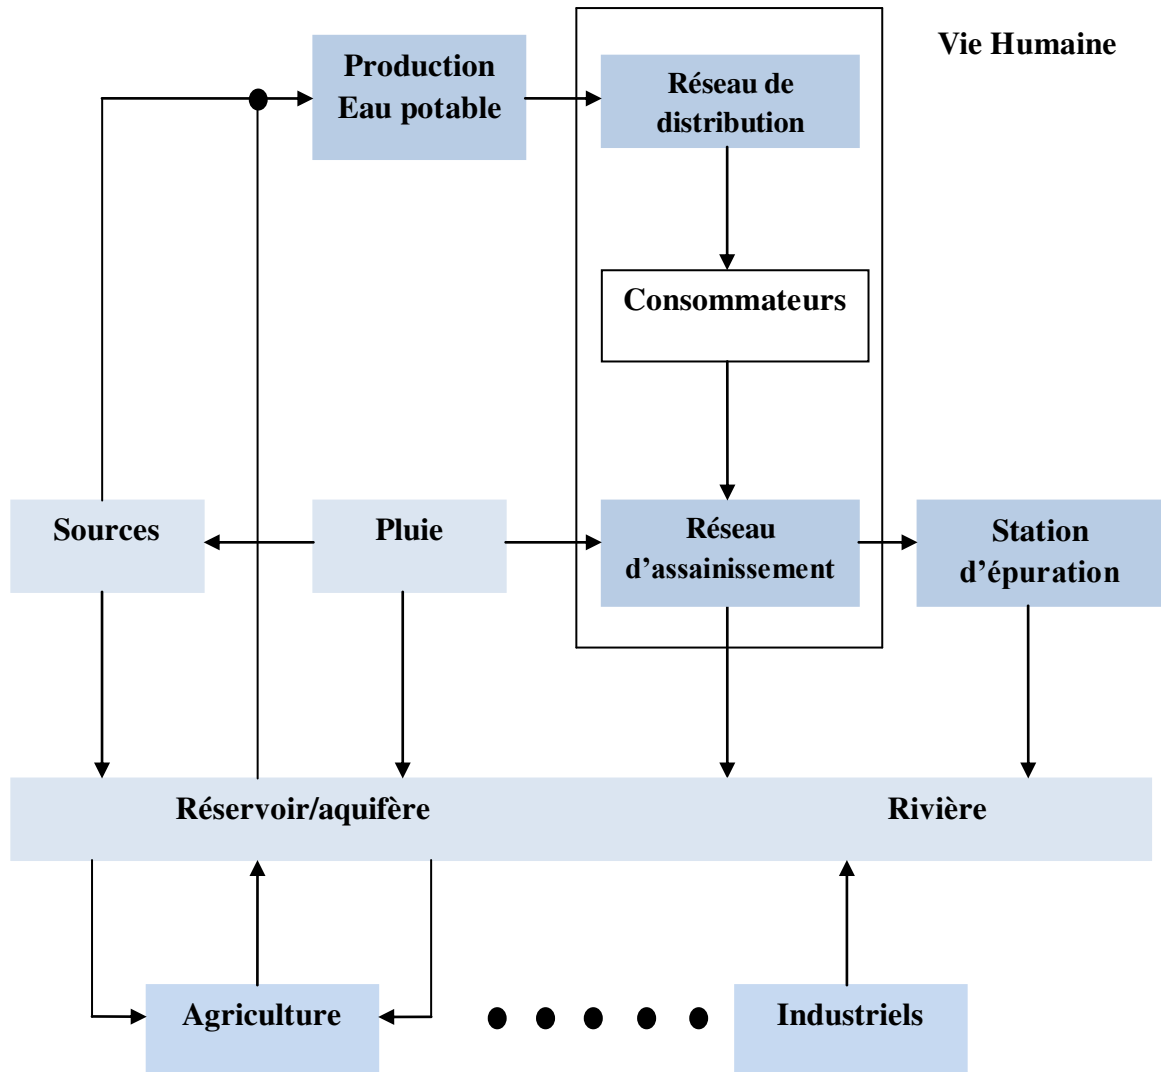 Vie Humaine
Production
Eau potable
Réseau de
distribution
Consommateurs
Sources
Pluie
Réseau
d’assainissement
Station
d’épuration
Réservoir/aquifère
Rivière
Agriculture
Industriels